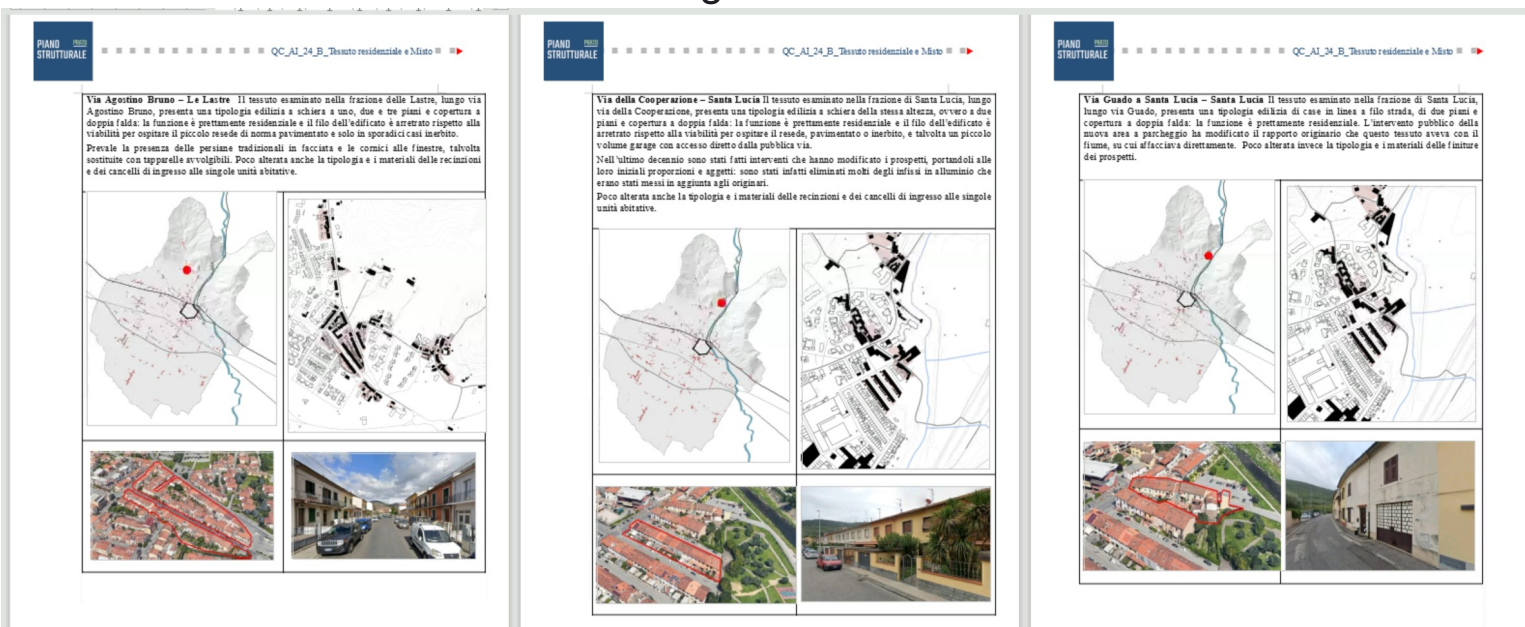 g
PIANO PRATO
STRUTTURALE
QC_AI_24_B_Tessuto residenziale e Misto
Via Agostino Bruno – Le Lastre Il tessuto esaminato nella frazione delle Lastre, lungo via
Agostino Bruno, presenta una tipologia edilizia a schiera a uno, due e tre piani e copertura a
doppia falda: la funzione è prettamente residenziale e il filo dell'edificato è arretrato rispetto alla
viabilità per ospitare il piccolo resede di norma pavimentato e solo in sporadici casi inerbito.
Prevale la presenza delle persiane tradizionali in facciata e le cornici alle finestre, talvolta
sostituite con tapparelle avvolgibili. Poco alterata anche la tipologia e i materiali delle recinzioni
e dei cancelli di ingresso alle singole unità abitative.
PIANO PRATO
STRUTTURALE
QC_AI_24_B_Tessuto residenziale e Misto
Via della Cooperazione – Santa Lucia Il tessuto esaminato nella frazione di Santa Lucia, lungo
via della Cooperazione, presenta una tipologia edilizia a schiera della stessa altezza, ovvero a due
piani e copertura a doppia falda: la funzione è prettamente residenziale e il filo dell'edificato è
arretrato rispetto alla viabilità per ospitare il resede, pavimentato o inerbito, e talvolta un piccolo
volume garage con accesso diretto dalla pubblica via.
Nell'ultimo decennio sono stati fatti interventi che hanno modificato i prospetti, portandoli alle
loro iniziali proporzioni e aggetti: sono stati infatti eliminati molti degli infissi in alluminio che
erano stati messi in aggiunta agli originari.
Poco alterata anche la tipologia e i materiali delle recinzioni e dei cancelli di ingresso alle singole
unità abitative.
PIANO PRATO
STRUTTURALE
QC_AI_24_B_Tessuto residenziale e Misto
Via Guado a Santa Lucia – Santa Lucia Il tessuto esaminato nella frazione di Santa Lucia,
lungo via Guado, presenta una tipologia edilizia di case in linea a filo strada, di due piani e
copertura a doppia falda: la funzione è prettamente residenziale. L'intervento pubblico della
nuova area a parcheggio ha modificato il rapporto originario che questo tessuto aveva con il
fiume, su cui affacciava direttamente. Poco alterata invece la tipologia e i materiali delle finiture
dei prospetti.